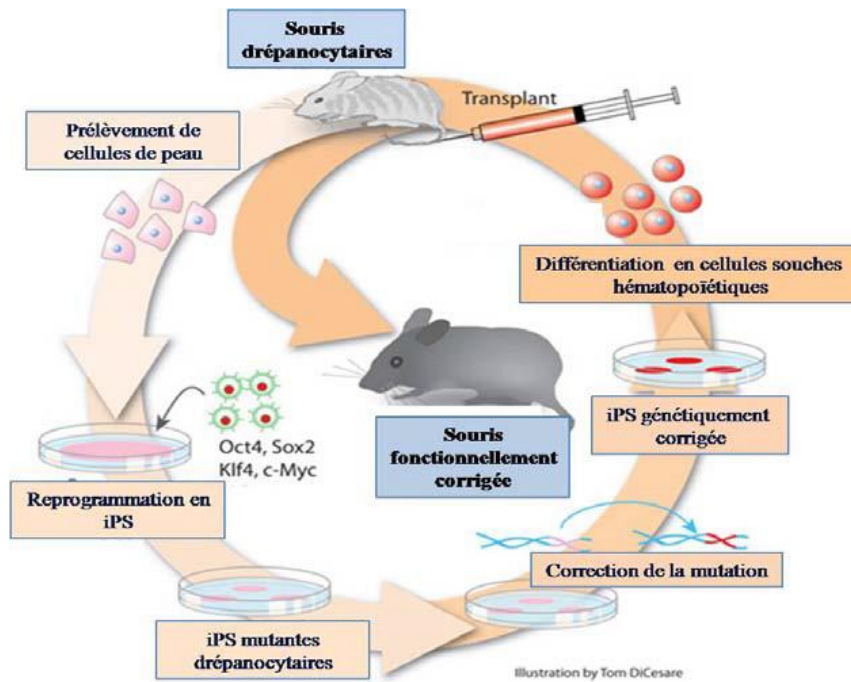 Souris
drépanocytaires
Transplant
Prélèvement de
cellules de peau
Différentiation en cellules souches
hématopoïétiques
Oct4, Sox2
Klf4, c-Myc
Souris
fonctionnellement
corrigée
iPS génétiquement
corrigée
Reprogrammation en
iPS
Correction de la mutation
iPS mutantes
drépanocytaires
Illustration by Tom DiCesare